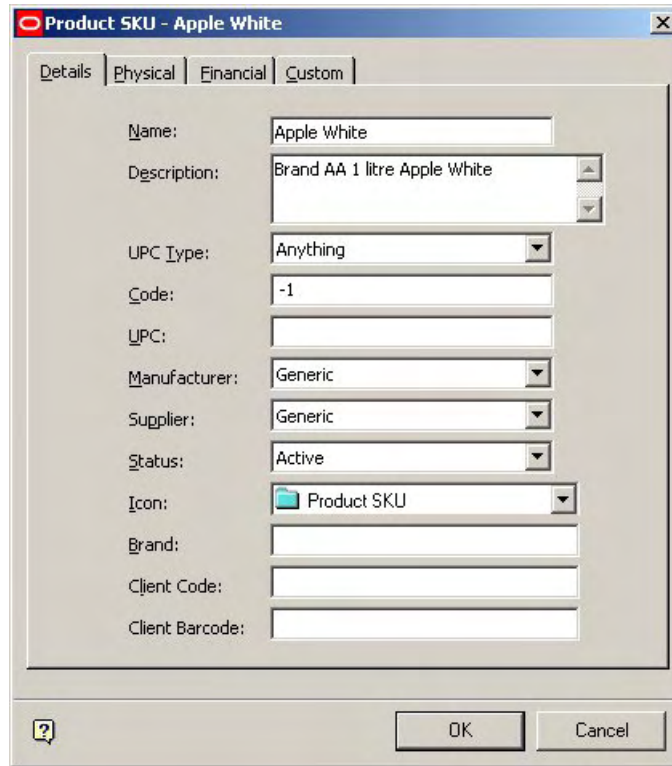 Product SKU - Apple White
Details Physical Financial Custom
Name: Apple White
Description: Brand AA 1 litre Apple White
UPC Type: Anything
Code: -1
UPC:
Manufacturer: Generic
Supplier: Generic
Status: Active
Icon: Product SKU
Brand:
Client Code:
Client Barcode:
? OK Cancel